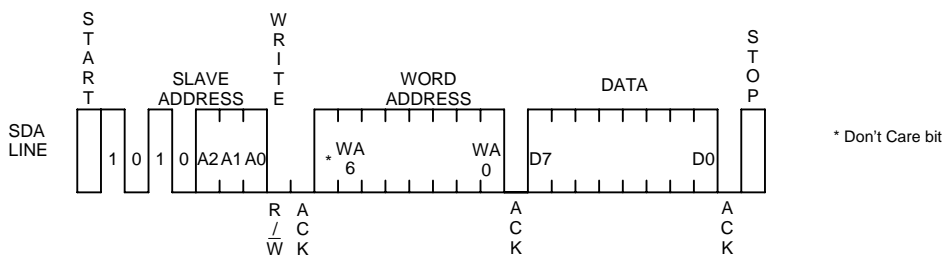 START
WRITE
STOP
SLAVE
ADDRESS
WORD
ADDRESS
DATA
SDA
LINE
1 0 1 0 A2 A1 A0
* WA
6
WA
0
D7
D0
* Don't Care bit
R
/
W
ACK
ACK
ACK